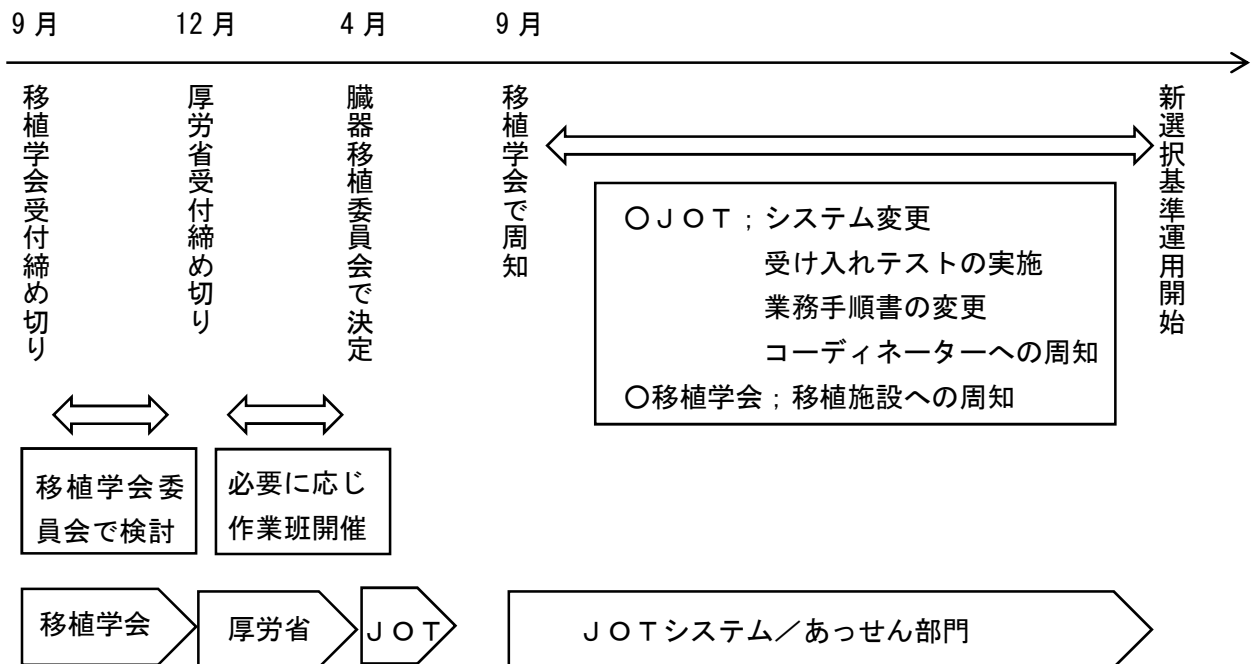 9月
12月
4月
9月
移植学会受付締め切り
厚労省受付締め切り
臓器移植委員会で決定
移植学会で周知
新選択基準運用開始
〇ＪＯＴ；システム変更
受け入れテストの実施
業務手順書の変更
コーディネーターへの周知
〇移植学会；移植施設への周知
移植学会委
員会で検討
必要に応じ
作業班開催
移植学会
厚労省
ＪＯＴ
ＪＯＴシステム／あっせん部門